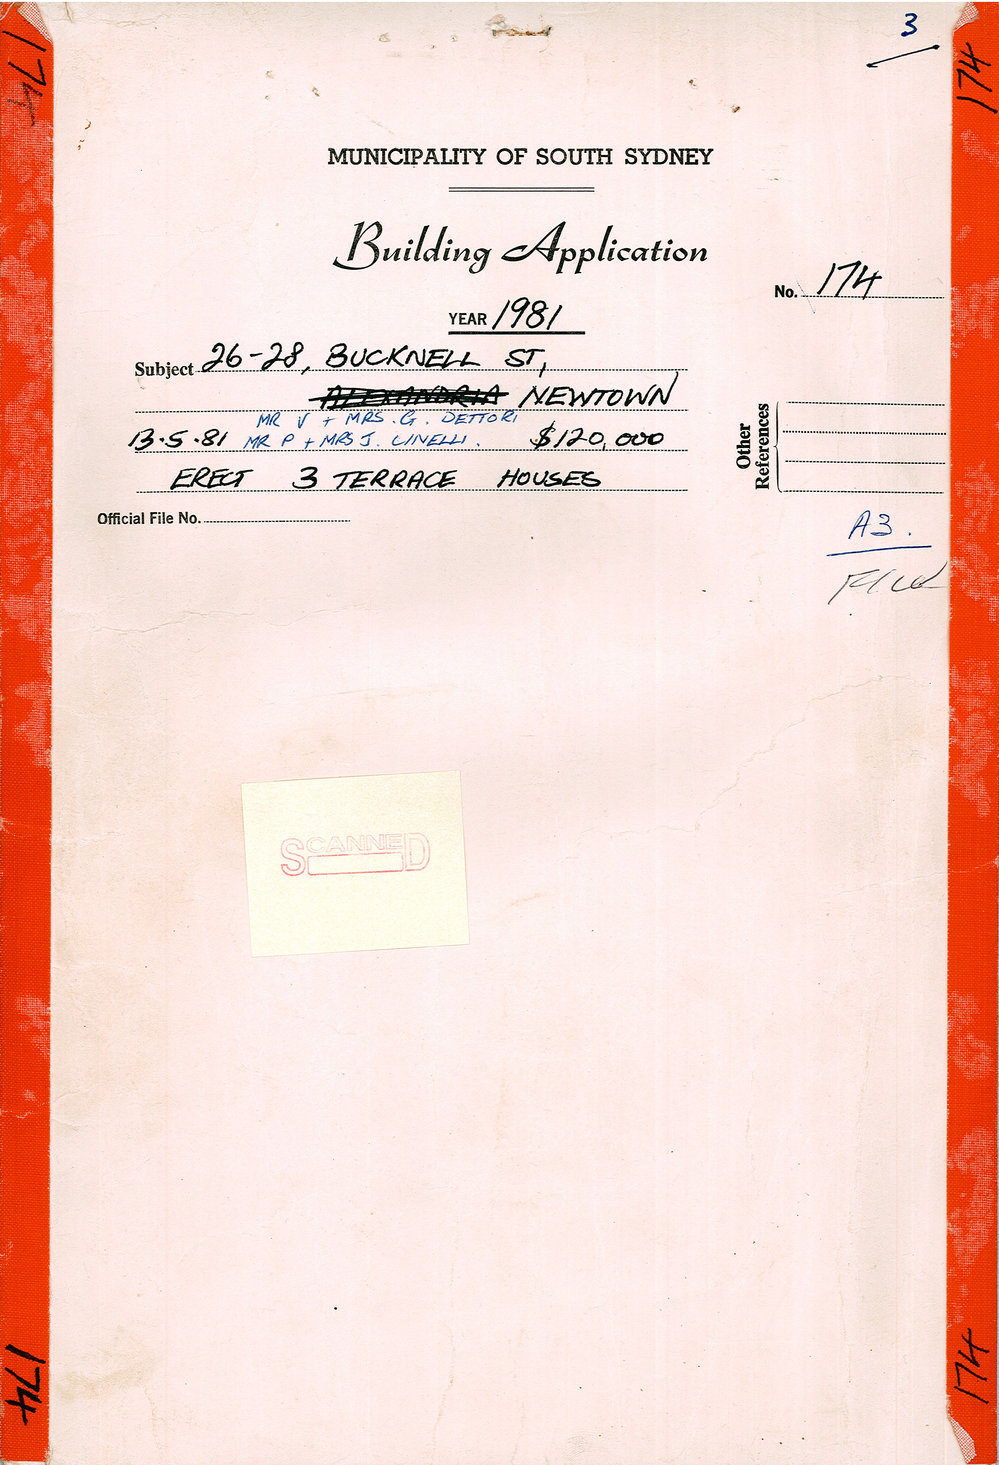 3
174
174
MUNICIPALITY OF SOUTH SYDNEY
Building Application
No. 174
YEAR 1981
Subject 26-28, BUCKNELL ST,
ALEXANDRIA NEWTOWN
MR V + MRS. G. DETTORI
13.5.81 MR P + MRS J. LINELLI. $120,000
ERECT 3 TERRACE HOUSES
Other References
Official File No.
A3.
SCANNED
174
174